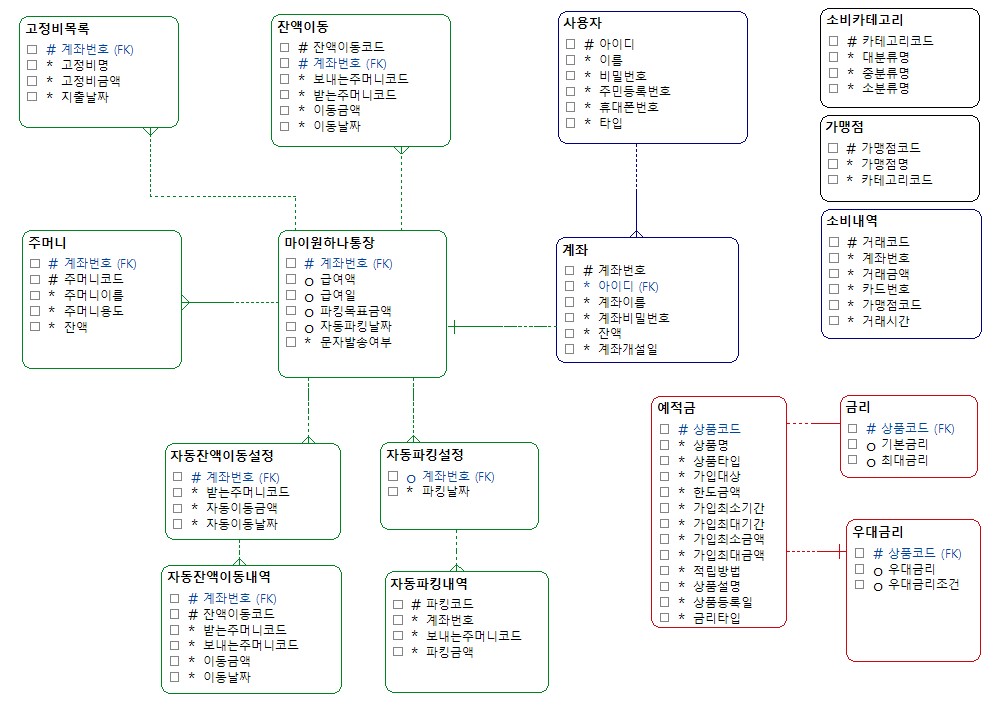 고정비목록
# 계좌번호 (FK)
* 고정비명
* 고정비금액
* 지출날짜
잔액이동
# 잔액이동코드
# 계좌번호 (FK)
* 보내는주머니코드
* 받는주머니코드
* 이동금액
* 이동날짜
사용자
# 아이디
* 이름
* 비밀번호
* 주민등록번호
* 휴대폰번호
* 타입
소비카테고리
# 카테고리코드
* 대분류명
* 중분류명
* 소분류명
가맹점
# 가맹점코드
* 가맹점명
* 카테고리코드
소비내역
# 거래코드
* 계좌번호
* 거래금액
* 카드번호
* 가맹점코드
* 거래시간
주머니
# 계좌번호 (FK)
# 주머니코드
* 주머니이름
* 주머니용도
* 잔액
마이원하나통장
# 계좌번호 (FK)
o 급여액
o 급여일
o 파킹목표금액
o 자동파킹날짜
* 문자발송여부
계좌
# 계좌번호
* 아이디 (FK)
* 계좌이름
* 계좌비밀번호
* 잔액
* 계좌개설일
자동잔액이동설정
# 계좌번호 (FK)
* 받는주머니코드
* 자동이동금액
* 자동이동날짜
자동파킹설정
o 계좌번호 (FK)
* 파킹날짜
예적금
# 상품코드
* 상품명
* 상품타입
* 가입대상
* 한도금액
* 가입최소기간
* 가입최대기간
* 가입최소금액
* 가입최대금액
* 적립방법
* 상품설명
* 상품등록일
* 금리타입
금리
# 상품코드 (FK)
o 기본금리
o 최대금리
우대금리
# 상품코드 (FK)
o 우대금리
o 우대금리조건
자동잔액이동내역
# 계좌번호 (FK)
# 잔액이동코드
* 받는주머니코드
* 보내는주머니코드
* 이동금액
* 이동날짜
자동파킹내역
# 파킹코드
* 계좌번호
* 보내는주머니코드
* 파킹금액